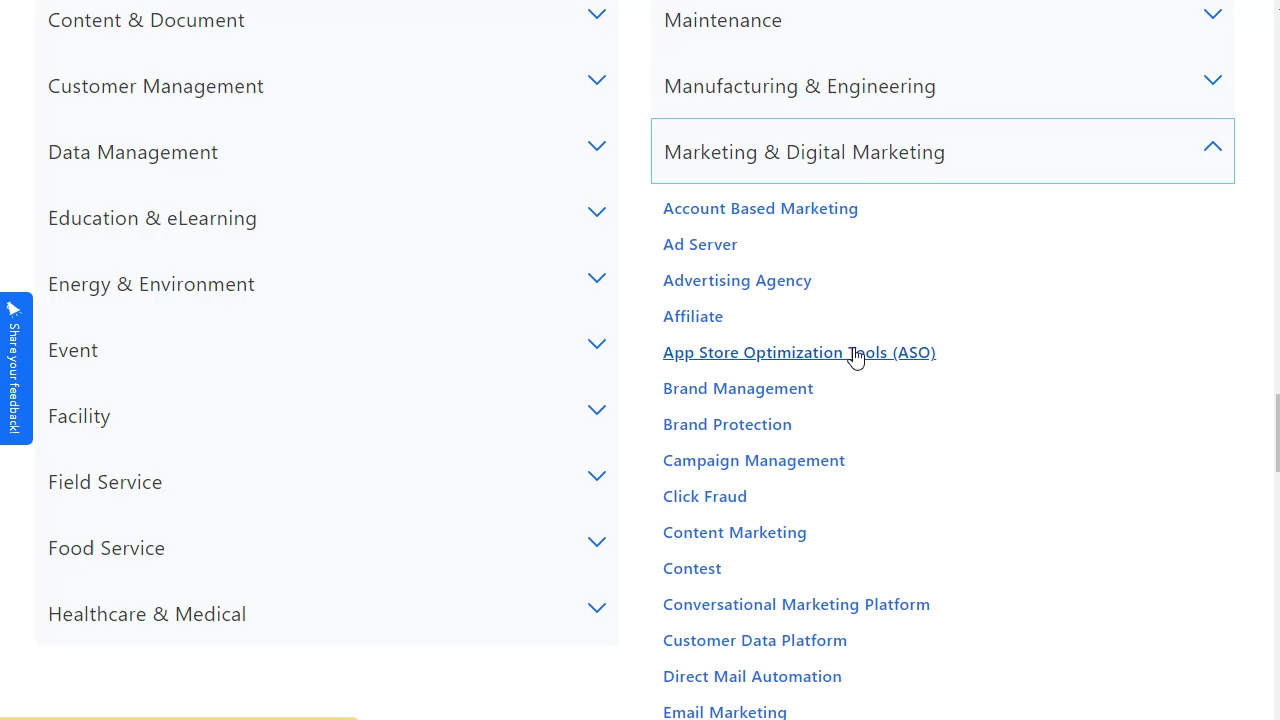 Content & Document
Customer Management
Data Management
Education & eLearning
Energy & Environment
Event
Facility
Field Service
Food Service
Healthcare & Medical
Maintenance
Manufacturing & Engineering
Marketing & Digital Marketing
Account Based Marketing
Ad Server
Advertising Agency
Affiliate
App Store Optimization Tools (ASO)
Brand Management
Brand Protection
Campaign Management
Click Fraud
Content Marketing
Contest
Conversational Marketing Platform
Customer Data Platform
Direct Mail Automation
Email Marketing
Share your feedback!